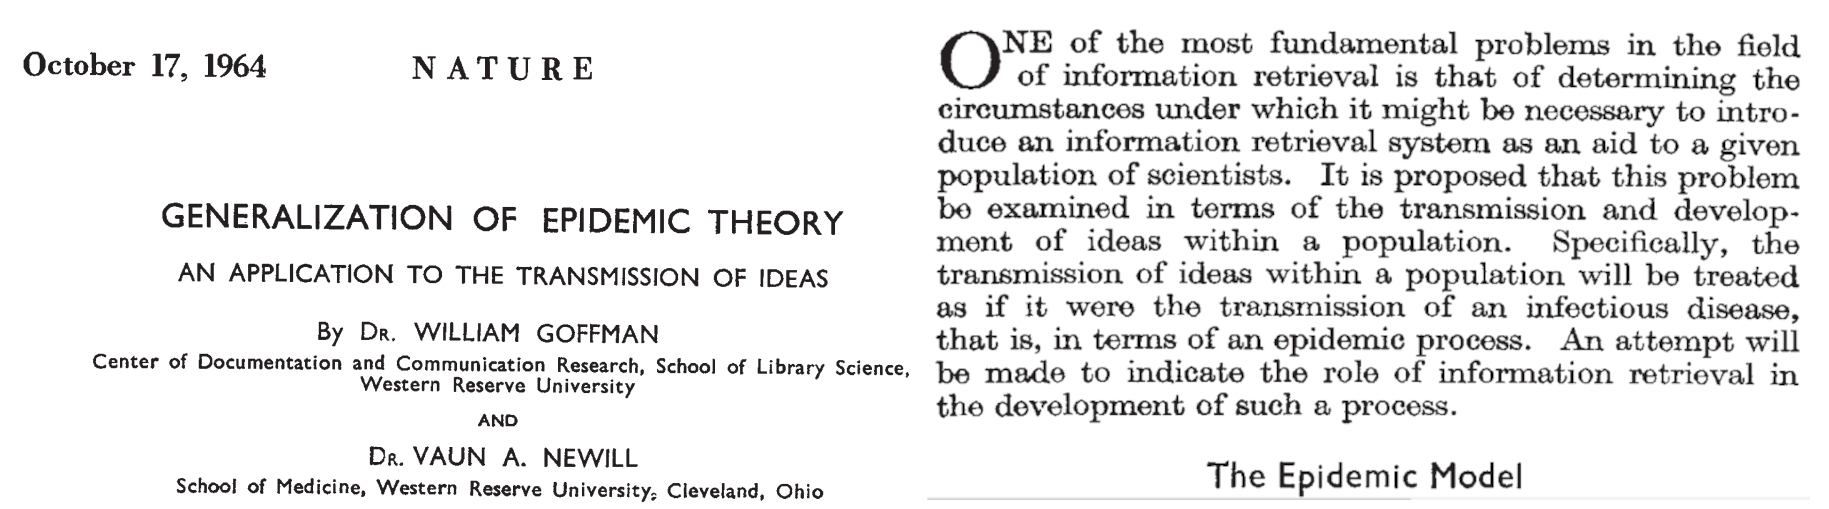 October 17, 1964 NATURE
GENERALIZATION OF EPIDEMIC THEORY
AN APPLICATION TO THE TRANSMISSION OF IDEAS
By DR. WILLIAM GOFFMAN
Center of Documentation and Communication Research, School of Library Science,
Western Reserve University
AND
DR. VAUN A. NEWILL
School of Medicine, Western Reserve University, Cleveland, Ohio
ONE of the most fundamental problems in the field
of information retrieval is that of determining the
circumstances under which it might be necessary to intro-
duce an information retrieval system as an aid to a given
population of scientists. It is proposed that this problem
be examined in terms of the transmission and develop-
ment of ideas within a population. Specifically, the
transmission of ideas within a population will be treated
as if it were the transmission of an infectious disease,
that is, in terms of an epidemic process. An attempt will
be made to indicate the role of information retrieval in
the development of such a process.
The Epidemic Model